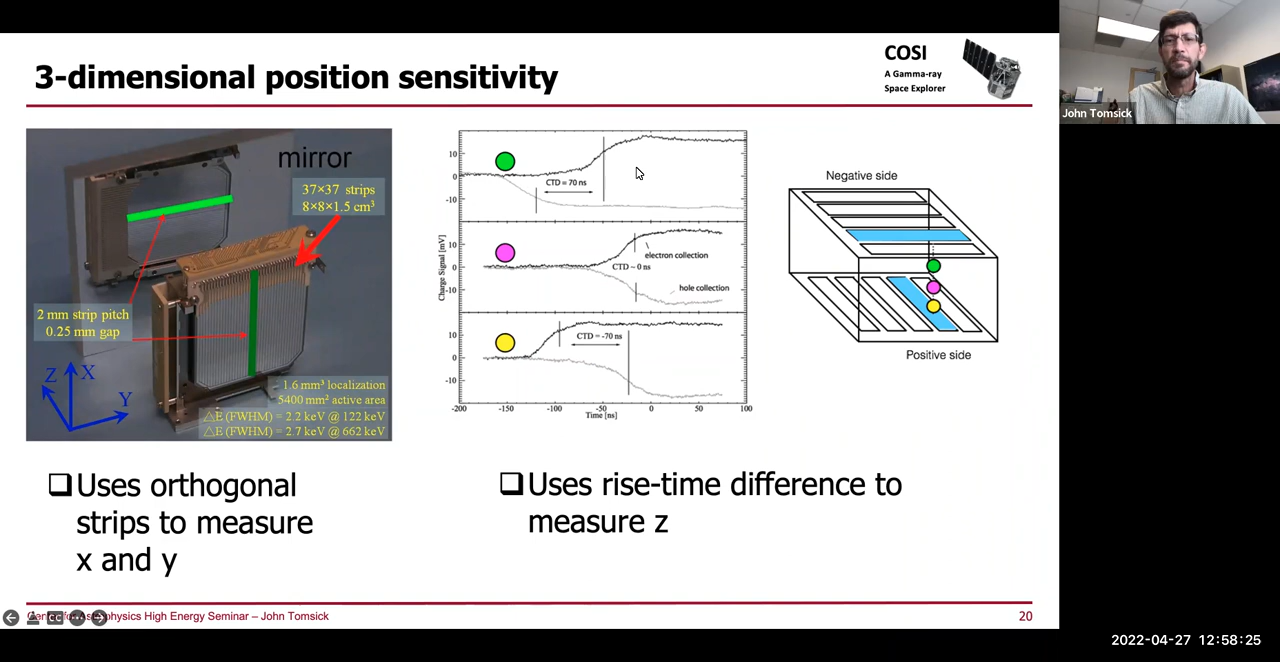 3-dimensional position sensitivity
COSI
A Gamma-ray
Space Explorer
John Tomsick
mirror
37×37 strips
8×8×1.5 cm³
2 mm strip pitch
0.25 mm gap
Z
X
Y
1.6 mm³ localization
5400 mm² active area
△E (FWHM) = 2.2 keV @ 122 keV
△E (FWHM) = 2.7 keV @ 662 keV
Charge Signal [mV]
10
0
-10
CTD = 70 ns
10
0
-10
electron collection
CTD ~ 0 ns
hole collection
10
0
-10
CTD = -70 ns
-200
-150
-100
-50
0
50
100
Time [ns]
Negative side
Positive side
Uses orthogonal
strips to measure
x and y
Uses rise-time difference to
measure z
Astrophysics High Energy Seminar – John Tomsick
20
2022-04-27 12:58:25